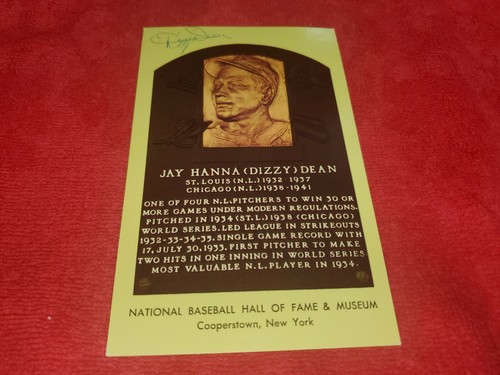 Dizzy Dean
JAY HANNA (DIZZY) DEAN
ST. LOUIS (N.L.) 1932 1937
CHICAGO (N.L.) 1938-1941
ONE OF FOUR N.L. PITCHERS TO WIN 30 OR
MORE GAMES UNDER MODERN REGULATIONS.
PITCHED IN 1934 (ST.L.) 1938 (CHICAGO)
WORLD SERIES. LED LEAGUE IN STRIKEOUTS
1932-33-34-35. SINGLE GAME RECORD WITH
17, JULY 30, 1933. FIRST PITCHER TO MAKE
TWO HITS IN ONE INNING IN WORLD SERIES.
MOST VALUABLE N.L. PLAYER IN 1934.
NATIONAL BASEBALL HALL OF FAME & MUSEUM
Cooperstown, New York